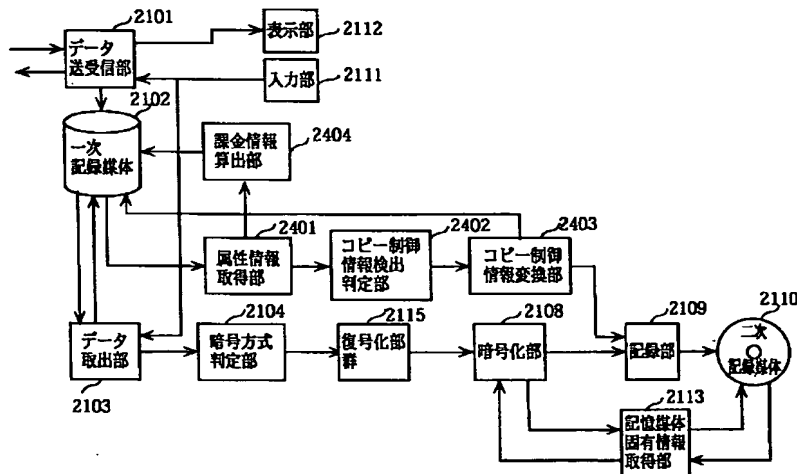 2101
データ
送受信部
表示部
2112
入力部
2111
2102
一次
記録媒体
課金情報
算出部
2404
2401
属性情報
取得部
2402
コピー制御
情報検出
判定部
2403
コピー制御
情報変換部
データ
取出部
2103
2104
暗号方式
判定部
2115
復号化部
群
2108
暗号化部
2109
記録部
2110
二次
記録媒体
2113
記憶媒体
固有情報
取得部